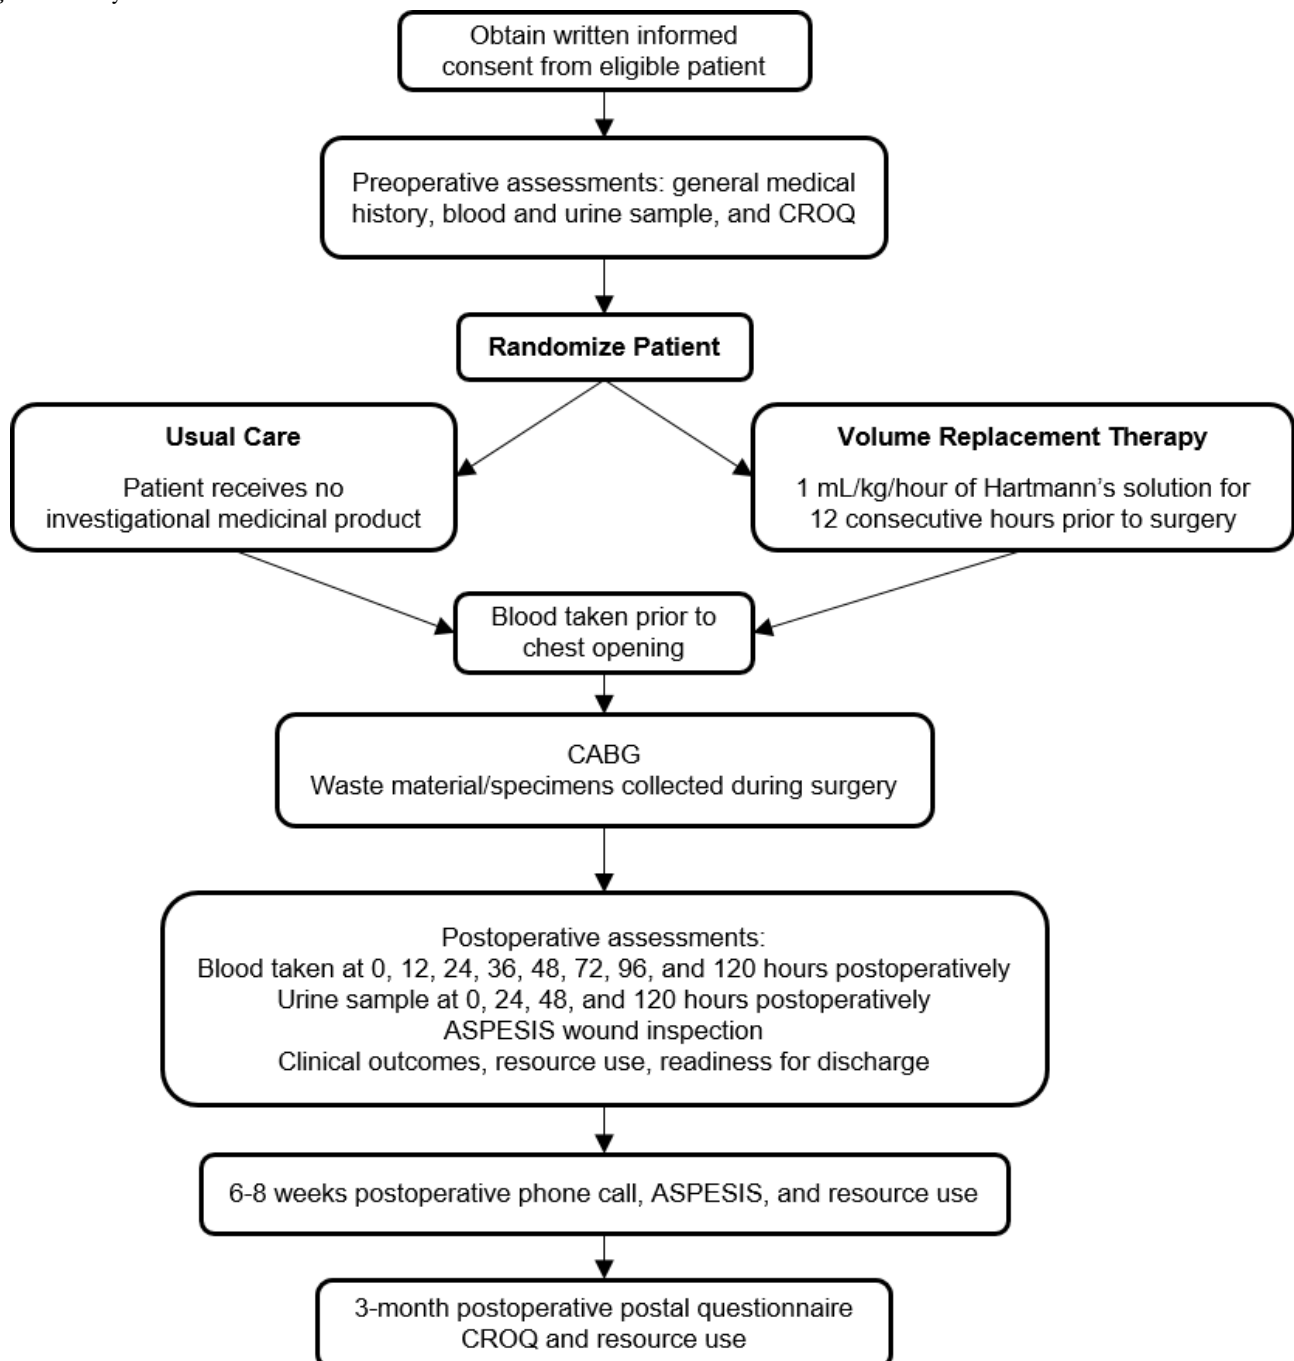 Obtain written informed
consent from eligible patient
Preoperative assessments: general medical
history, blood and urine sample, and CROQ
Randomize Patient
Usual Care
Patient receives no
investigational medicinal product
Volume Replacement Therapy
1 mL/kg/hour of Hartmann’s solution for
12 consecutive hours prior to surgery
Blood taken prior to
chest opening
CABG
Waste material/specimens collected during surgery
Postoperative assessments:
Blood taken at 0, 12, 24, 36, 48, 72, 96, and 120 hours postoperatively
Urine sample at 0, 24, 48, and 120 hours postoperatively
ASPESIS wound inspection
Clinical outcomes, resource use, readiness for discharge
6-8 weeks postoperative phone call, ASPESIS, and resource use
3-month postoperative postal questionnaire
CROQ and resource use